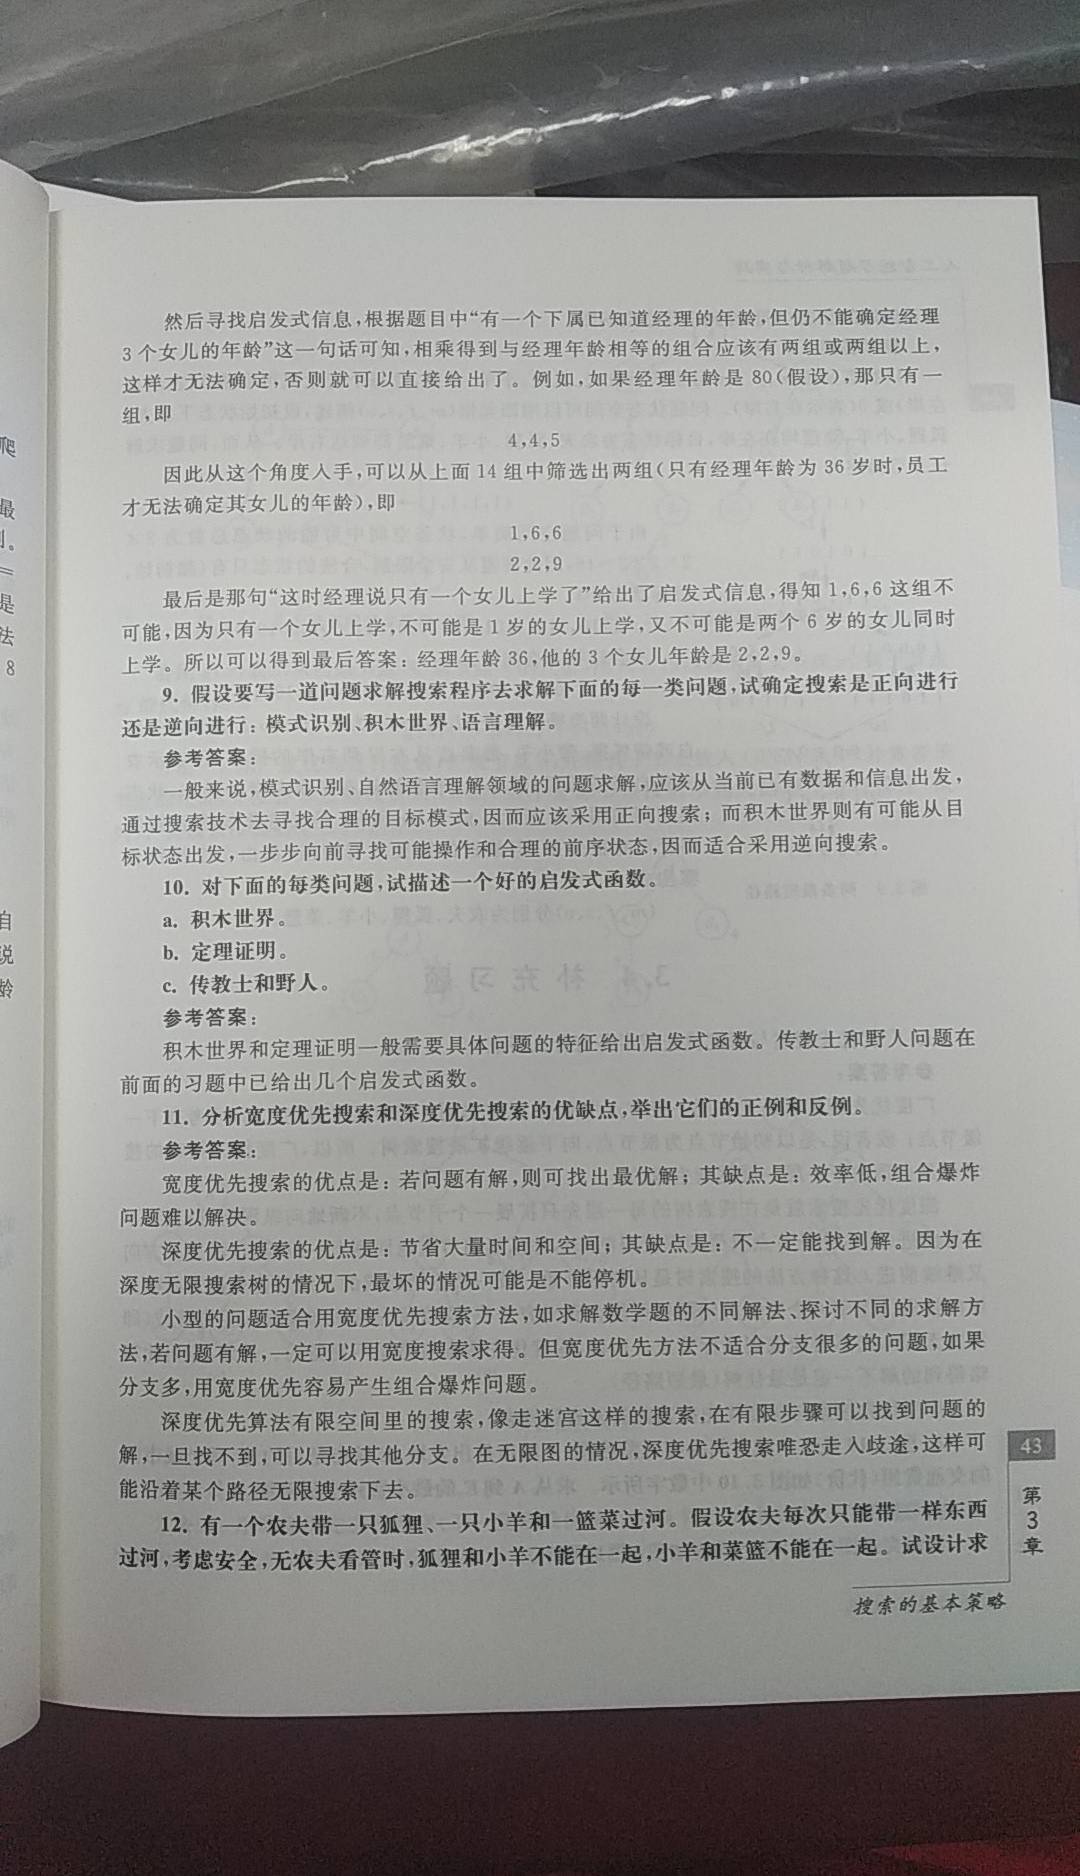 然后寻找启发式信息,根据题目中“有一个下属已知道经理的年龄,但仍不能确定经理
3个女儿的年龄”这一句话可知,相乘得到与经理年龄相等的组合应该有两组或两组以上,
这样才无法确定,否则就可以直接给出了。例如,如果经理年龄是80(假设),那只有一
组,即
4,4,5
因此从这个角度入手,可以从上面14组中筛选出两组(只有经理年龄为36岁时,员工
才无法确定其女儿的年龄),即
1,6,6
2,2,9
最后是那句“这时经理说只有一个女儿上学了”给出了启发式信息,得知1,6,6这组不
可能,因为只有一个女儿上学,不可能是1岁的女儿上学,又不可能是两个6岁的女儿同时
上学。所以可以得到最后答案:经理年龄36,他的3个女儿年龄是2,2,9。
9. 假设要写一道问题求解搜索程序去求解下面的每一类问题,试确定搜索是正向进行
还是逆向进行:模式识别、积木世界、语言理解。
参考答案:
一般来说,模式识别、自然语言理解领域的问题求解,应该从当前已有数据和信息出发,
通过搜索技术去寻找合理的目标模式,因而应该采用正向搜索;而积木世界则有可能从目
标状态出发,一步步向前寻找可能操作和合理的前序状态,因而适合采用逆向搜索。
10. 对下面的每类问题,试描述一个好的启发式函数。
a. 积木世界。
b. 定理证明。
c. 传教士和野人。
参考答案:
积木世界和定理证明一般需要具体问题的特征给出启发式函数。传教士和野人问题在
前面的习题中已给出几个启发式函数。
11. 分析宽度优先搜索和深度优先搜索的优缺点,举出它们的正例和反例。
参考答案:
宽度优先搜索的优点是:若问题有解,则可找出最优解;其缺点是:效率低,组合爆炸
问题难以解决。
深度优先搜索的优点是:节省大量时间和空间;其缺点是:不一定能找到解。因为在
深度无限搜索树的情况下,最坏的情况可能是不能停机。
小型的问题适合用宽度优先搜索方法,如求解数学题的不同解法、探讨不同的求解方
法,若问题有解,一定可以用宽度搜索求得。但宽度优先方法不适合分支很多的问题,如果
分支多,用宽度优先容易产生组合爆炸问题。
深度优先算法有限空间里的搜索,像走迷宫这样的搜索,在有限步骤可以找到问题的
解,一旦找不到,可以寻找其他分支。在无限图的情况,深度优先搜索唯恐走入歧途,这样可
能沿着某个路径无限搜索下去。
12. 有一个农夫带一只狐狸、一只小羊和一篮菜过河。假设农夫每次只能带一样东西
过河,考虑安全,无农夫看管时,狐狸和小羊不能在一起,小羊和菜篮不能在一起。试设计求
43
第
3
章
搜索的基本策略
爬
最
是
法
8
自
说
龄